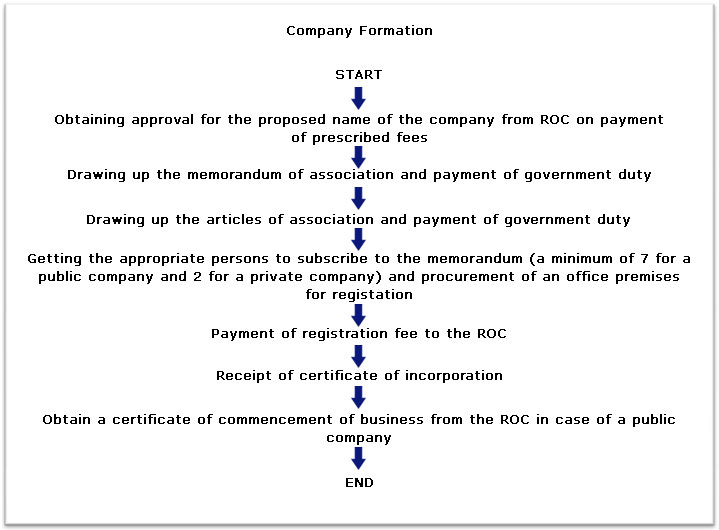 Company Formation
START
Obtaining approval for the proposed name of the company from ROC on payment
of prescribed fees
Drawing up the memorandum of association and payment of government duty
Drawing up the articles of association and payment of government duty
Getting the appropriate persons to subscribe to the memorandum (a minimum of 7 for a
public company and 2 for a private company) and procurement of an office premises
for registation
Payment of registration fee to the ROC
Receipt of certificate of incorporation
Obtain a certificate of commencement of business from the ROC in case of a public
company
END